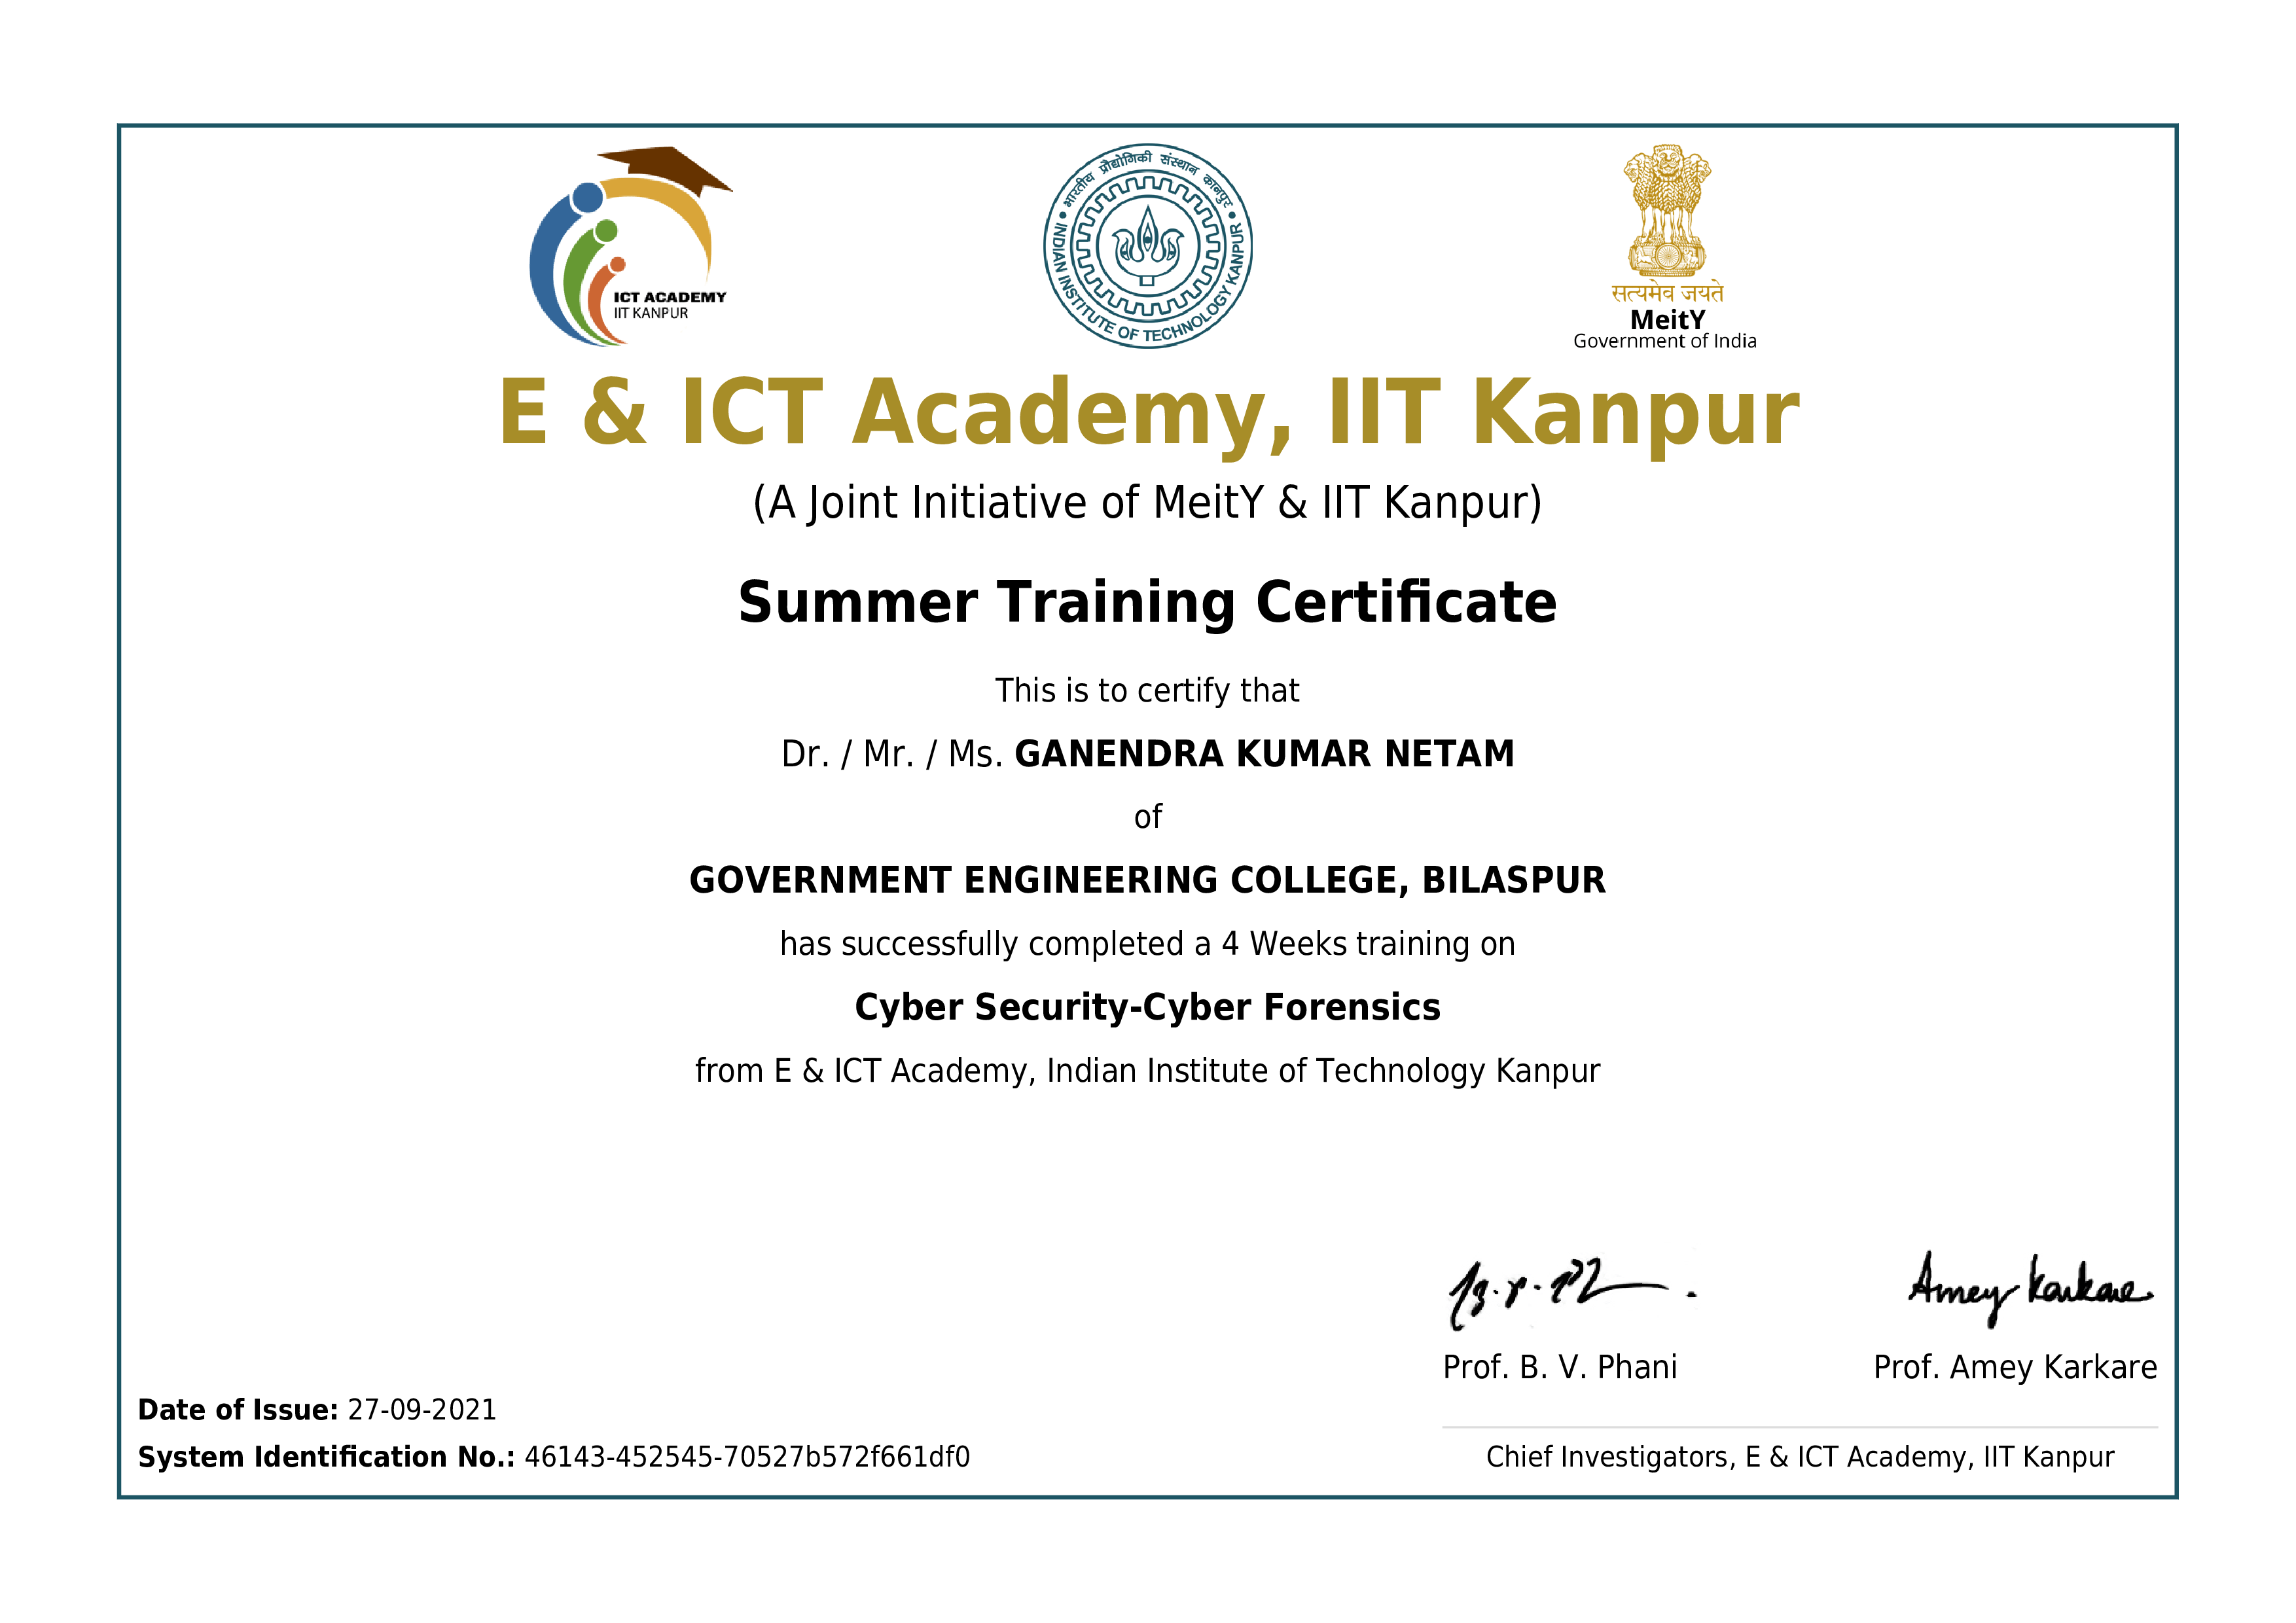 ICT ACADEMY
IIT KANPUR
भारतीय प्रौद्योगिकी संस्थान कानपुर
INDIAN INSTITUTE OF TECHNOLOGY KANPUR
सत्यमेव जयते
MeitY
Government of India
E & ICT Academy, IIT Kanpur
(A Joint Initiative of MeitY & IIT Kanpur)
Summer Training Certificate
This is to certify that
Dr. / Mr. / Ms. GANENDRA KUMAR NETAM
of
GOVERNMENT ENGINEERING COLLEGE, BILASPUR
has successfully completed a 4 Weeks training on
Cyber Security-Cyber Forensics
from E & ICT Academy, Indian Institute of Technology Kanpur
Amey Karkare
Prof. B. V. Phani
Prof. Amey Karkare
Date of Issue: 27-09-2021
System Identification No.: 46143-452545-70527b572f661df0
Chief Investigators, E & ICT Academy, IIT Kanpur